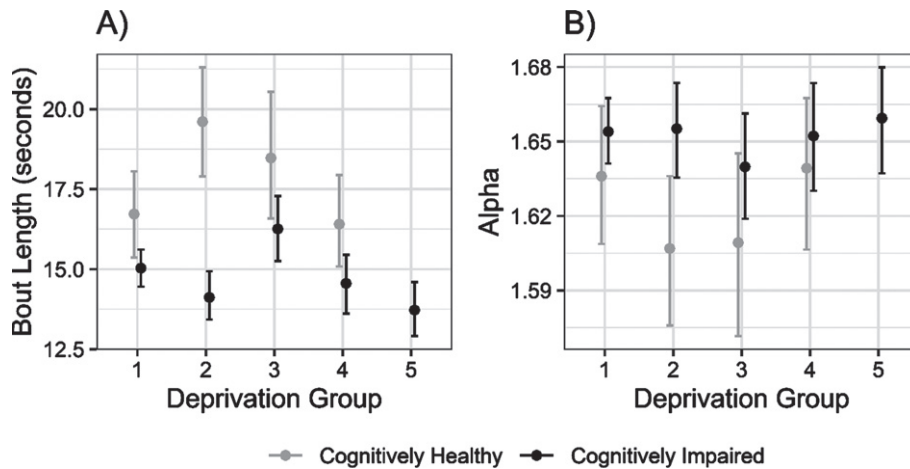 A)
Bout Length (seconds)
20.0
17.5
15.0
12.5
1 2 3 4 5
Deprivation Group
B)
Alpha
1.68
1.65
1.62
1.59
1 2 3 4 5
Deprivation Group
Cognitively Healthy Cognitively Impaired